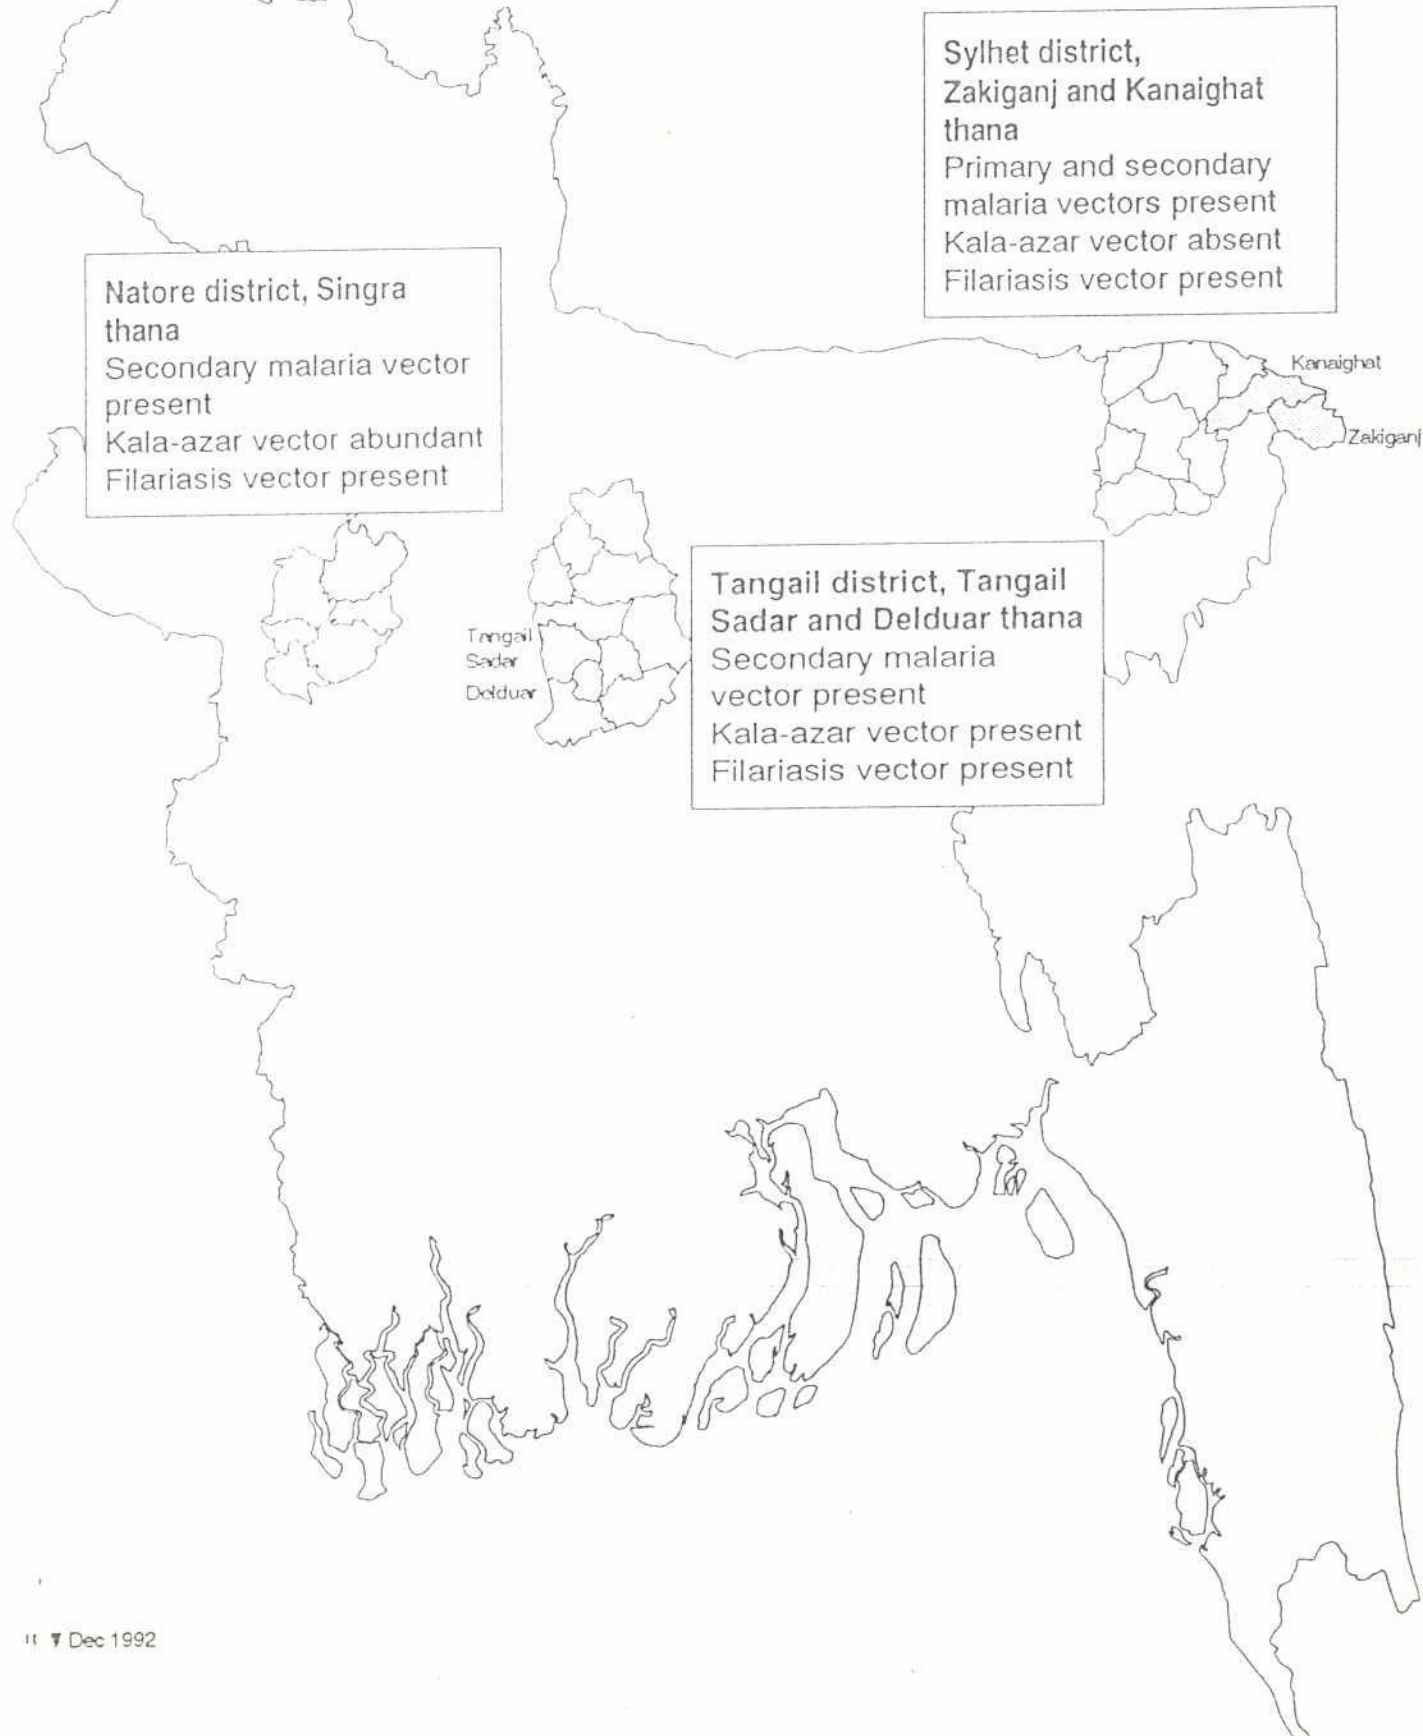 Sylhet district,
Zakiganj and Kanaighat
thana
Primary and secondary
malaria vectors present
Kala-azar vector absent
Filariasis vector present
Natore district, Singra
thana
Secondary malaria vector
present
Kala-azar vector abundant
Filariasis vector present
Kanaighat
Zakiganj
Tangail
Sadar
Delduar
Tangail district, Tangail
Sadar and Delduar thana
Secondary malaria
vector present
Kala-azar vector present
Filariasis vector present
Dec 1992